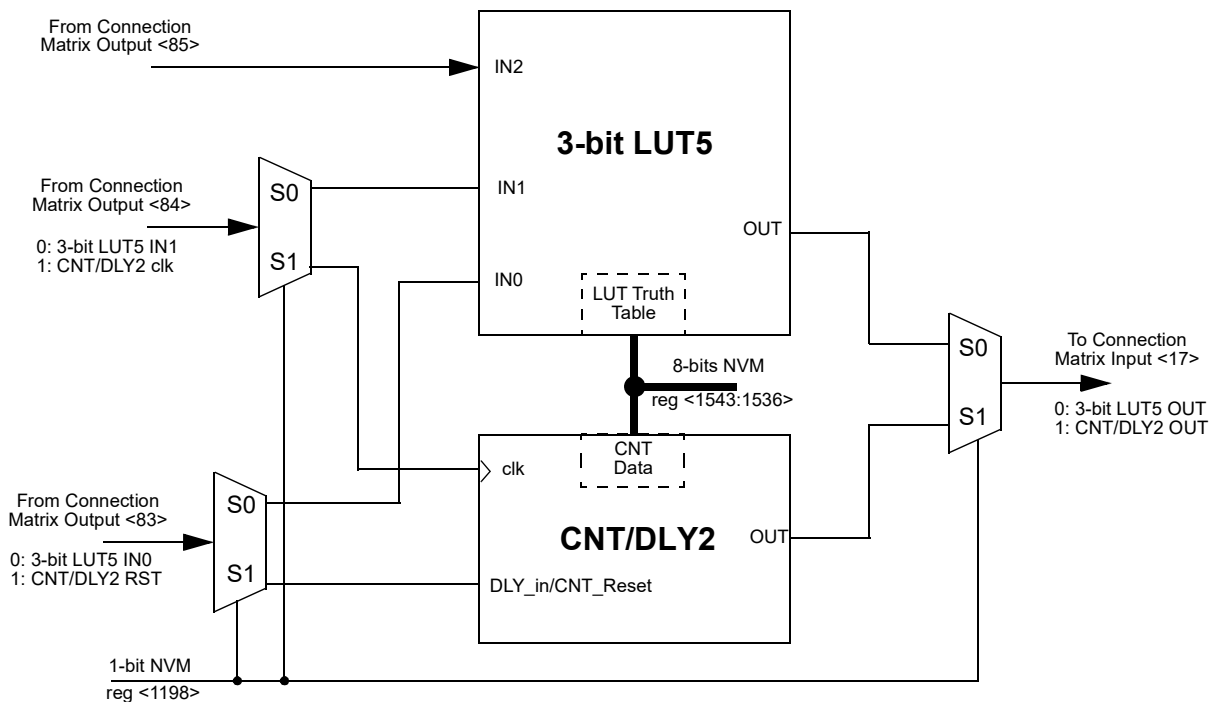 From Connection
Matrix Output <85>
IN2
3-bit LUT5
From Connection
Matrix Output <84>
S0
S1
0: 3-bit LUT5 IN1
1: CNT/DLY2 clk
IN1
OUT
IN0
LUT Truth
Table
8-bits NVM
reg <1543:1536>
S0
S1
To Connection
Matrix Input <17>
0: 3-bit LUT5 OUT
1: CNT/DLY2 OUT
CNT
Data
clk
From Connection
Matrix Output <83>
S0
S1
0: 3-bit LUT5 IN0
1: CNT/DLY2 RST
CNT/DLY2
OUT
DLY_in/CNT_Reset
1-bit NVM
reg <1198>